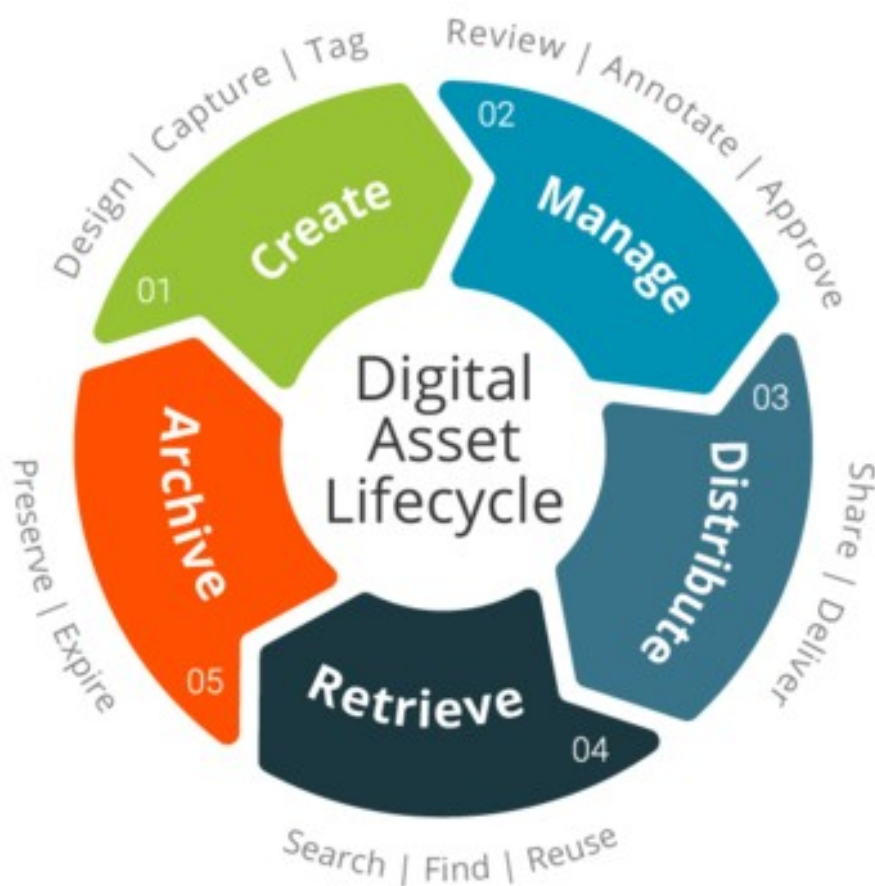 Digital
Asset
Lifecycle
01
Create
Design | Capture | Tag
02
Manage
Review | Annotate | Approve
03
Distribute
Share | Deliver
04
Retrieve
Search | Find | Reuse
05
Archive
Preserve | Expire